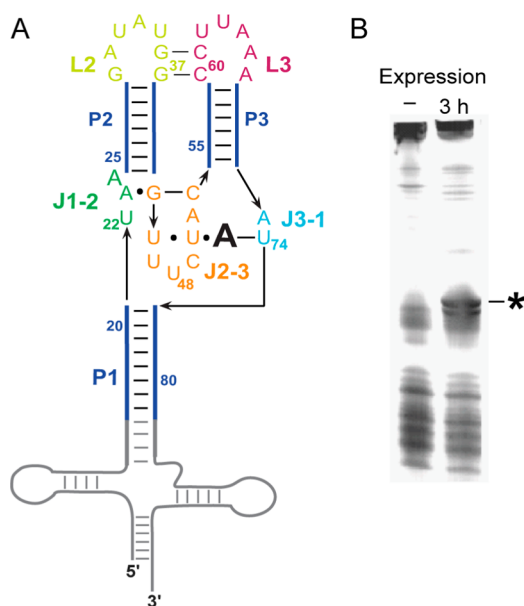 A
B
U A U
U U
A G
C A
L2
37
60
L3
G G
C A
Expression
– 3 h
P2
P3
25
55
A
J1-2
A G C
A J3-1
U
22
U U A U
74
U U C J2-3
48
20
P1
80
*
5'
3'